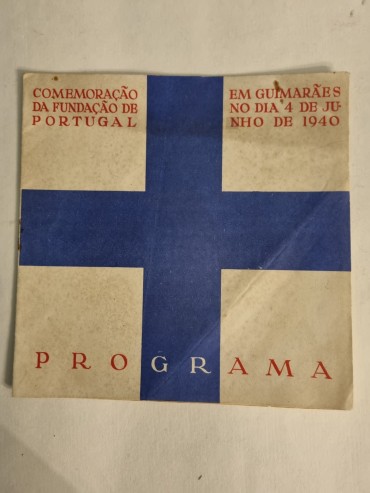 COMEMORAÇÃO
DA FUNDAÇÃO DE
PORTUGAL
EM GUIMARÃES
NO DIA 4 DE JU-
NHO DE 1940
PROGRAMA